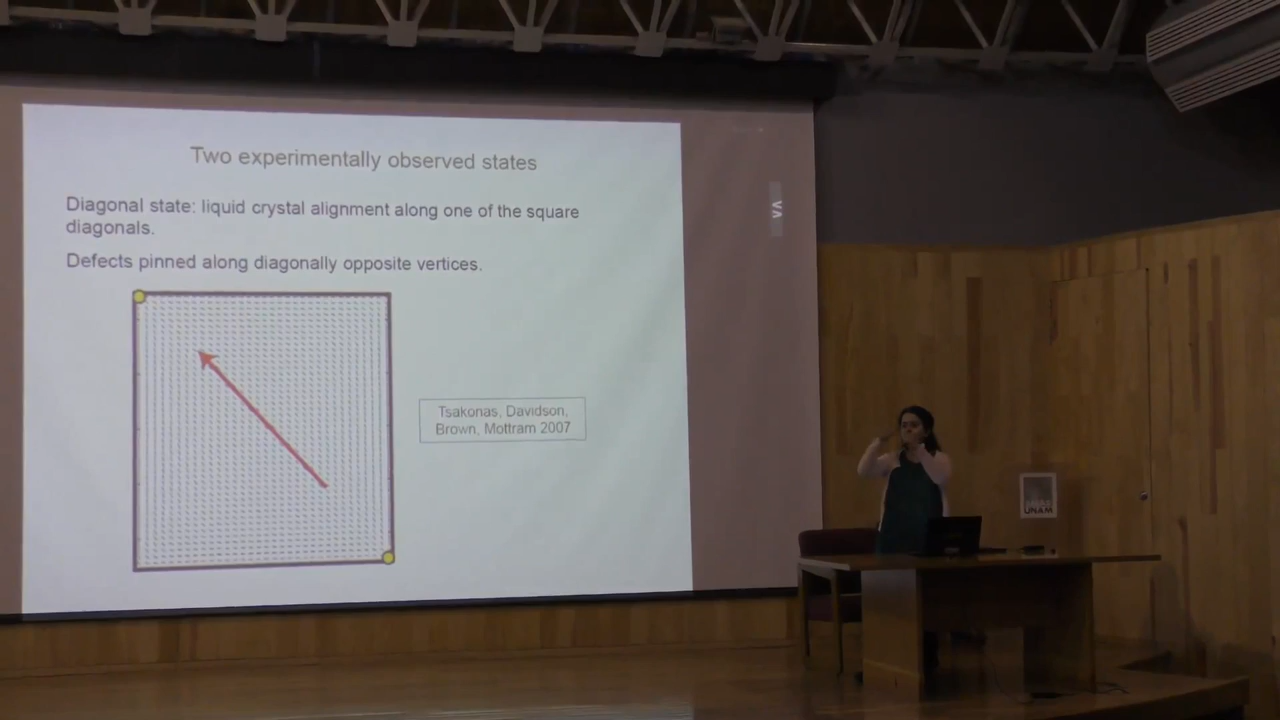 Two experimentally observed states
Diagonal state: liquid crystal alignment along one of the square
diagonals.
Defects pinned along diagonally opposite vertices.
Tsakonas, Davidson,
Brown, Mottram 2007
UNAM